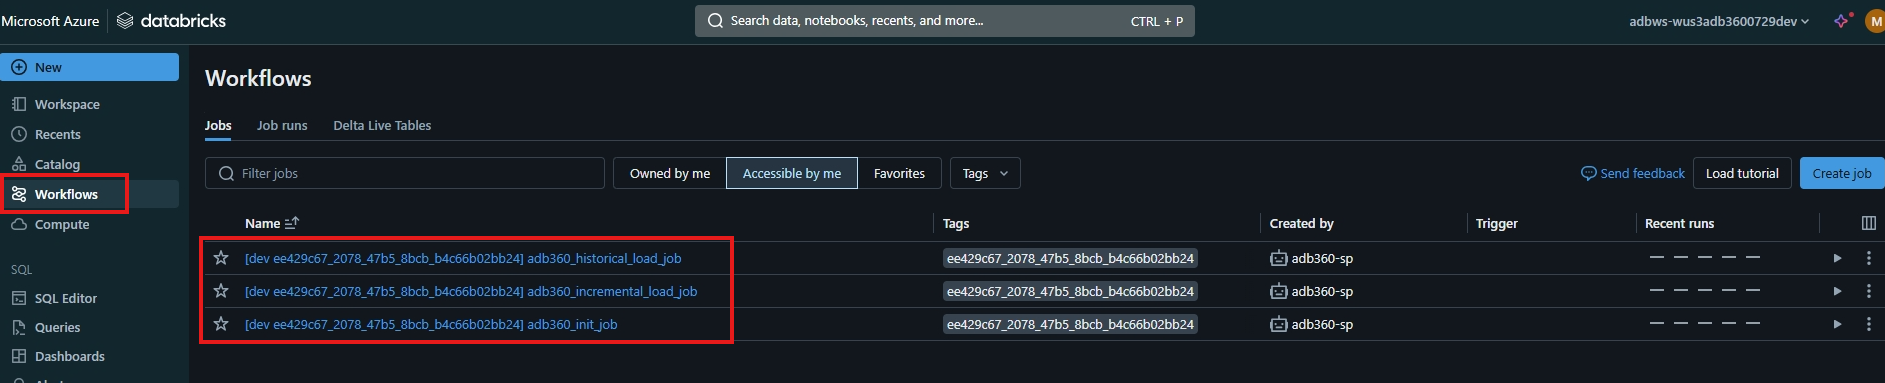 Microsoft Azure databricks Search data, notebooks, recents, and more... CTRL + P adbws-wus3adb3600729dev M
New
Workspace
Recents
Catalog
Workflows
Compute
SQL
SQL Editor
Queries
Dashboards
Workflows
Jobs Job runs Delta Live Tables
Filter jobs Owned by me Accessible by me Favorites Tags Send feedback Load tutorial Create job
Name Tags Created by Trigger Recent runs
[dev ee429c67_2078_47b5_8bcb_b4c66b02bb24] adb360_historical_load_job ee429c67_2078_47b5_8bcb_b4c66b02bb24 adb360-sp
[dev ee429c67_2078_47b5_8bcb_b4c66b02bb24] adb360_incremental_load_job ee429c67_2078_47b5_8bcb_b4c66b02bb24 adb360-sp
[dev ee429c67_2078_47b5_8bcb_b4c66b02bb24] adb360_init_job ee429c67_2078_47b5_8bcb_b4c66b02bb24 adb360-sp